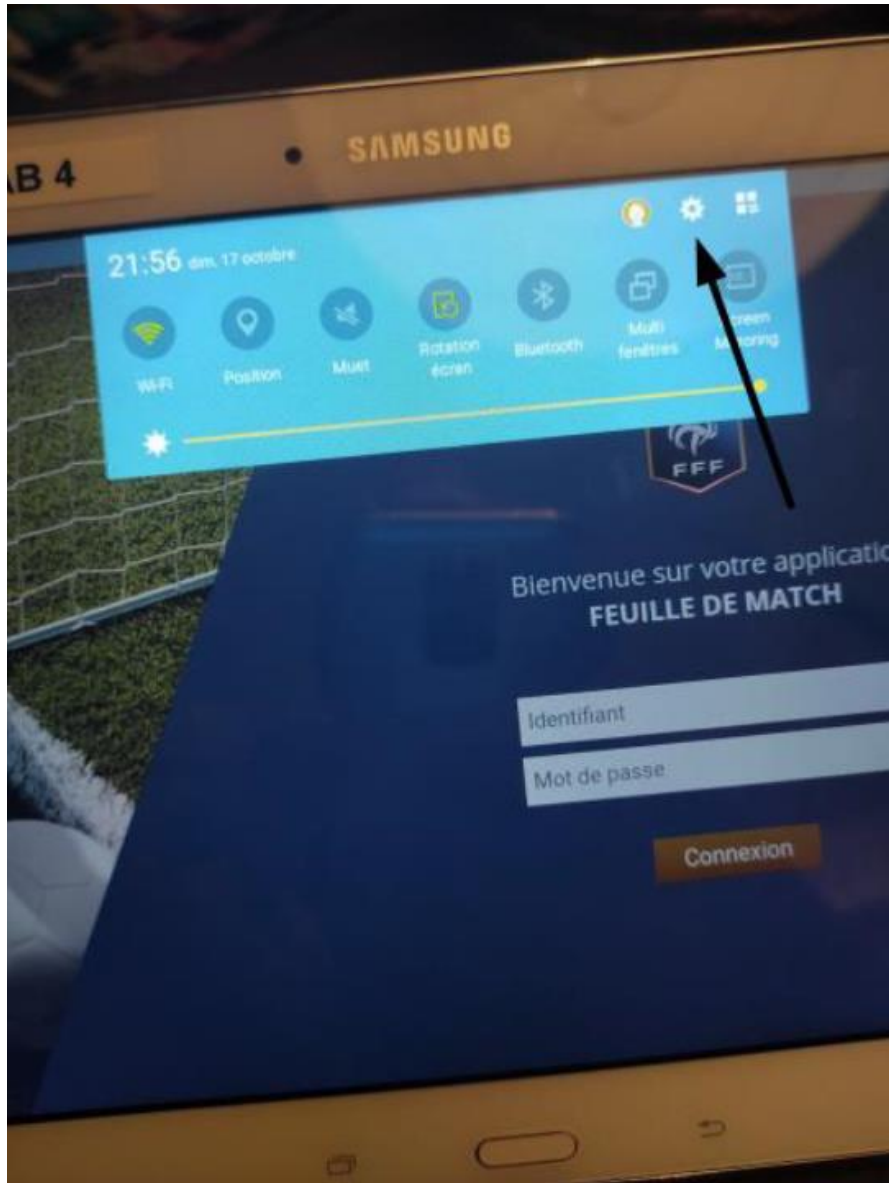 SAMSUNG
AB 4
21:56 dim. 17 octobre
Wi-Fi
Position
Muet
Rotation
écran
Bluetooth
Multi
fenêtres
Screen
Mirroring
FFF
Bienvenue sur votre applicatio
FEUILLE DE MATCH
Identifiant
Mot de passe
Connexion